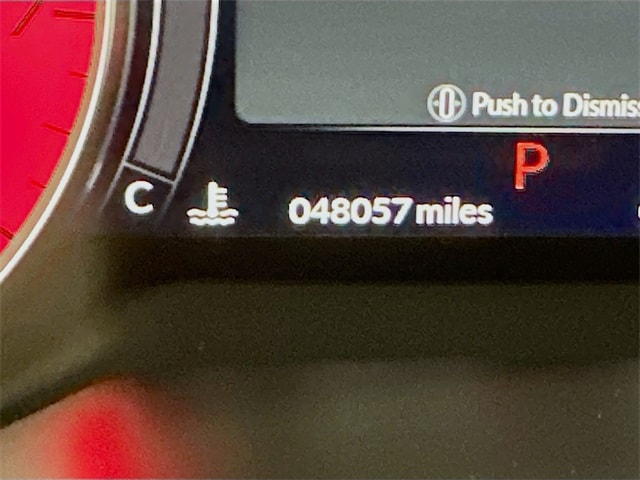 Push to Dismiss
P
C
048057 miles